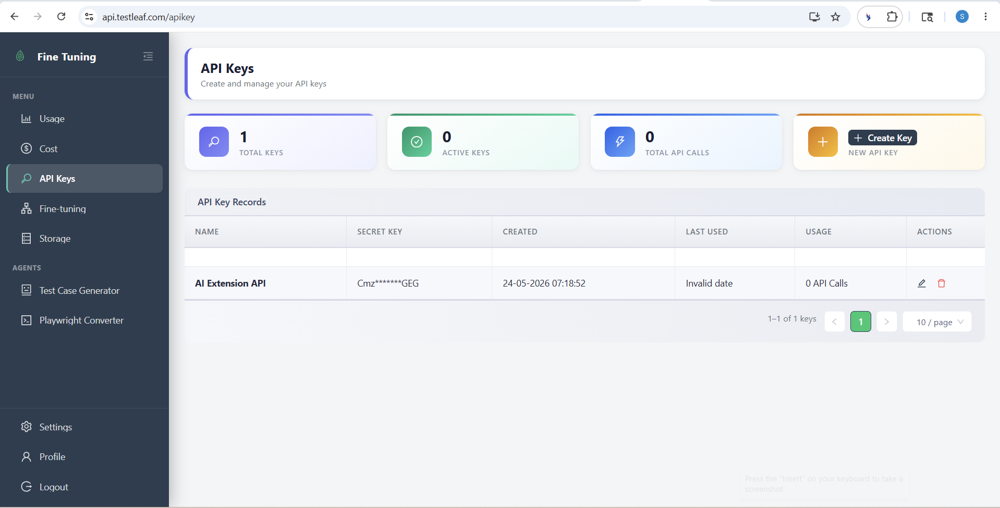 api.testleaf.com/apikey
S
Fine Tuning
MENU
Usage
Cost
API Keys
Fine-tuning
Storage
AGENTS
Test Case Generator
Playwright Converter
Settings
Profile
Logout
API Keys
Create and manage your API keys
1
TOTAL KEYS
0
ACTIVE KEYS
0
TOTAL API CALLS
+ Create Key
NEW API KEY
API Key Records
NAME SECRET KEY CREATED LAST USED USAGE ACTIONS
AI Extension API Cmz*******GEG 24-05-2026 07:18:52 Invalid date 0 API Calls
1–1 of 1 keys < 1 > 10 / page
Press the "Insert" on your keyboard to take a
screenshot